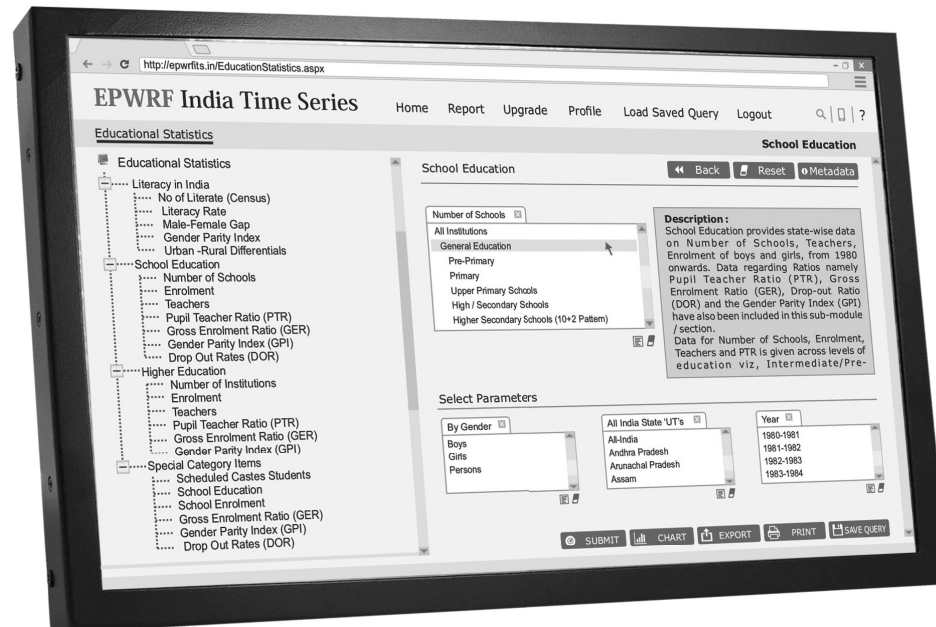 http://epwrfits.in/EducationStatistics.aspx
EPWRF India Time Series
Home Report Upgrade Profile Load Saved Query Logout
?
Educational Statistics
School Education
Educational Statistics
Literacy in India
No of Literate (Census)
Literacy Rate
Male-Female Gap
Gender Parity Index
Urban -Rural Differentials
School Education
Number of Schools
Enrolment
Teachers
Pupil Teacher Ratio (PTR)
Gross Enrolment Ratio (GER)
Gender Parity Index (GPI)
Drop Out Rates (DOR)
Higher Education
Number of Institutions
Enrolment
Teachers
Pupil Teacher Ratio (PTR)
Gross Enrolment Ratio (GER)
Gender Parity Index (GPI)
Special Category Items
Scheduled Castes Students
School Education
School Enrolment
Gross Enrolment Ratio (GER)
Gender Parity Index (GPI)
Drop Out Rates (DOR)
School Education
Back Reset Metadata
Number of Schools
All Institutions
General Education
Pre-Primary
Primary
Upper Primary Schools
High / Secondary Schools
Higher Secondary Schools (10+2 Pattern)
Description :
School Education provides state-wise data
on Number of Schools, Teachers,
Enrolment of boys and girls, from 1980
onwards. Data regarding Ratios namely
Pupil Teacher Ratio (PTR), Gross
Enrolment Ratio (GER), Drop-out Ratio
(DOR) and the Gender Parity Index (GPI)
have also been included in this sub-module
/ section.
Data for Number of Schools, Enrolment,
Teachers and PTR is given across levels of
education viz, Intermediate/Pre-
Select Parameters
By Gender
Boys
Girls
Persons
All India State 'UT's
All-India
Andhra Pradesh
Arunachal Pradesh
Assam
Year
1980-1981
1981-1982
1982-1983
1983-1984
SUBMIT CHART EXPORT PRINT SAVE QUERY